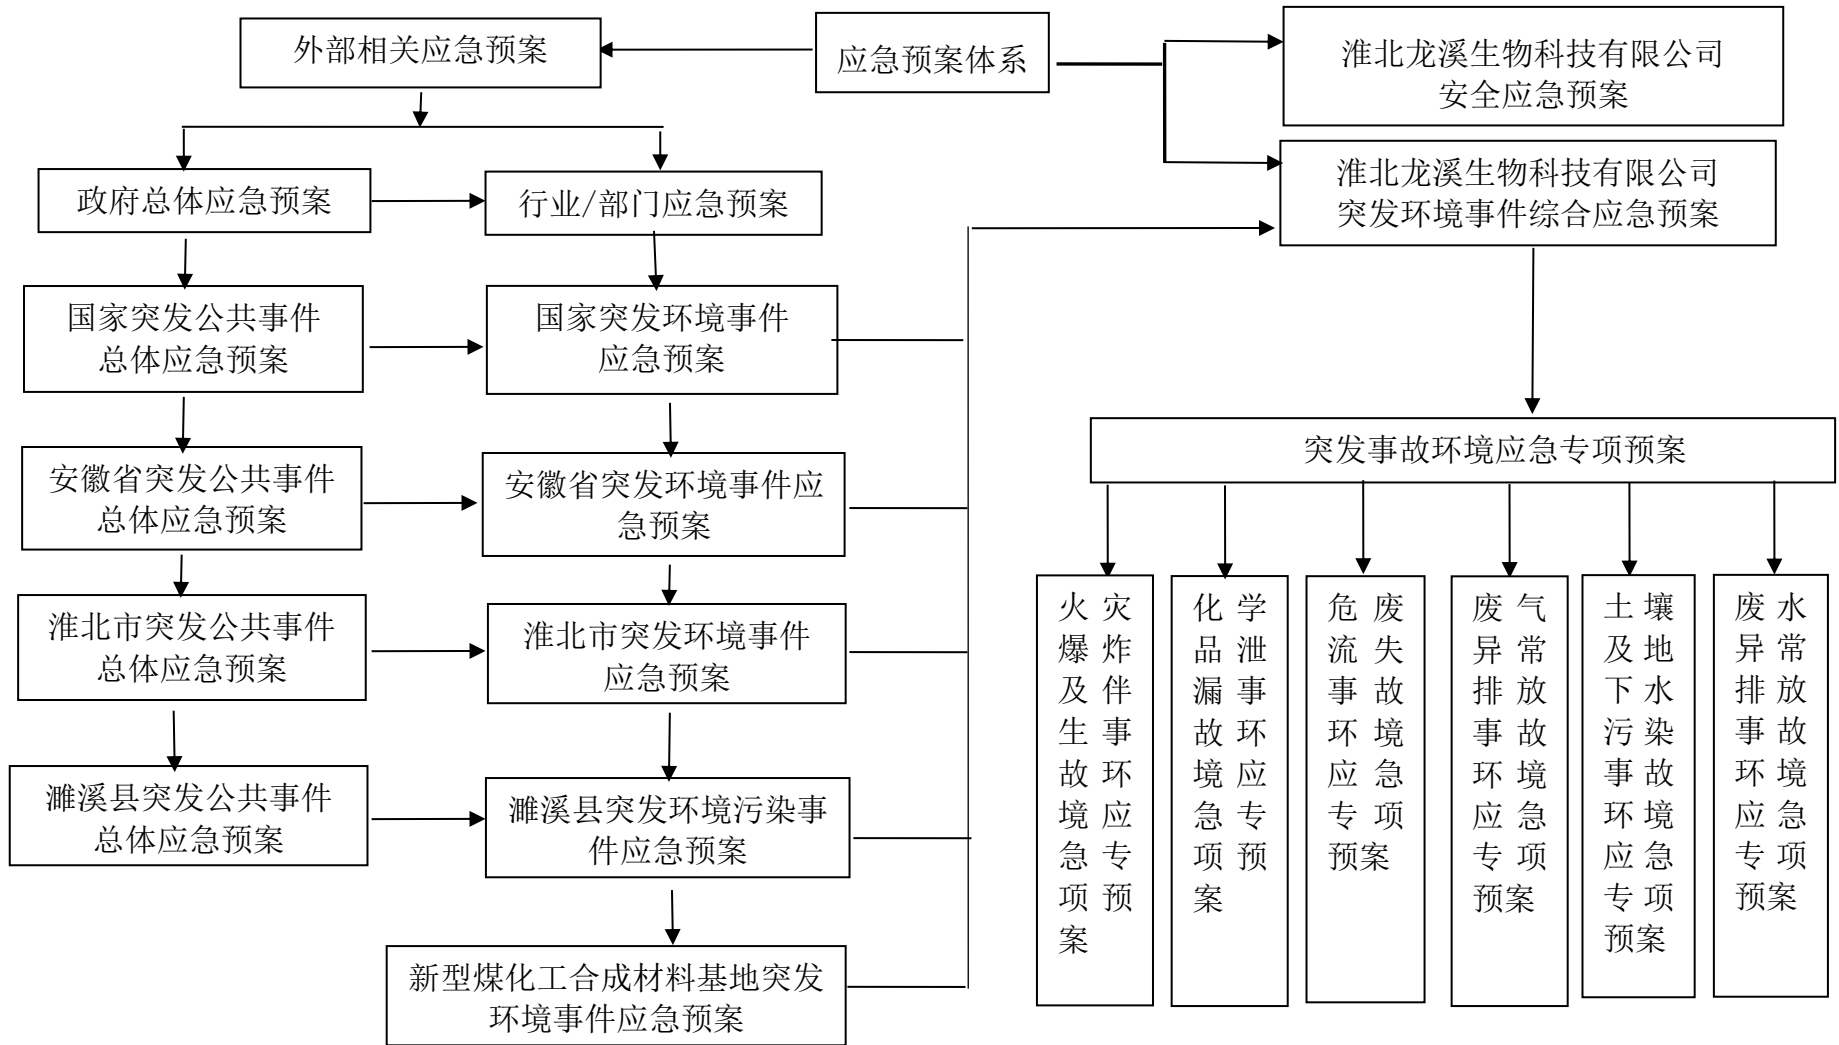 外部相关应急预案
应急预案体系
淮北龙溪生物科技有限公司
安全应急预案
政府总体应急预案
行业/部门应急预案
淮北龙溪生物科技有限公司
突发环境事件综合应急预案
国家突发公共事件
总体应急预案
国家突发环境事件
应急预案
安徽省突发公共事件
总体应急预案
安徽省突发环境事件应
急预案
突发事故环境应急专项预案
淮北市突发公共事件
总体应急预案
淮北市突发环境事件
应急预案
濉溪县突发公共事件
总体应急预案
濉溪县突发环境污染事
件应急预案
新型煤化工合成材料基地突发
环境事件应急预案
火灾
爆炸
及伴
生事
故环
境应
急专
项预
案
化学
品泄
漏事
故环
境应
急专
项预
案
危废
流失
事故
环境
应急
专项
预案
废气
异常
排放
事故
环境
应急
专项
预案
土壤
及地
下水
污染
事故
环境
应急
专项
预案
废水
异常
排放
事故
环境
应急
专项
预案